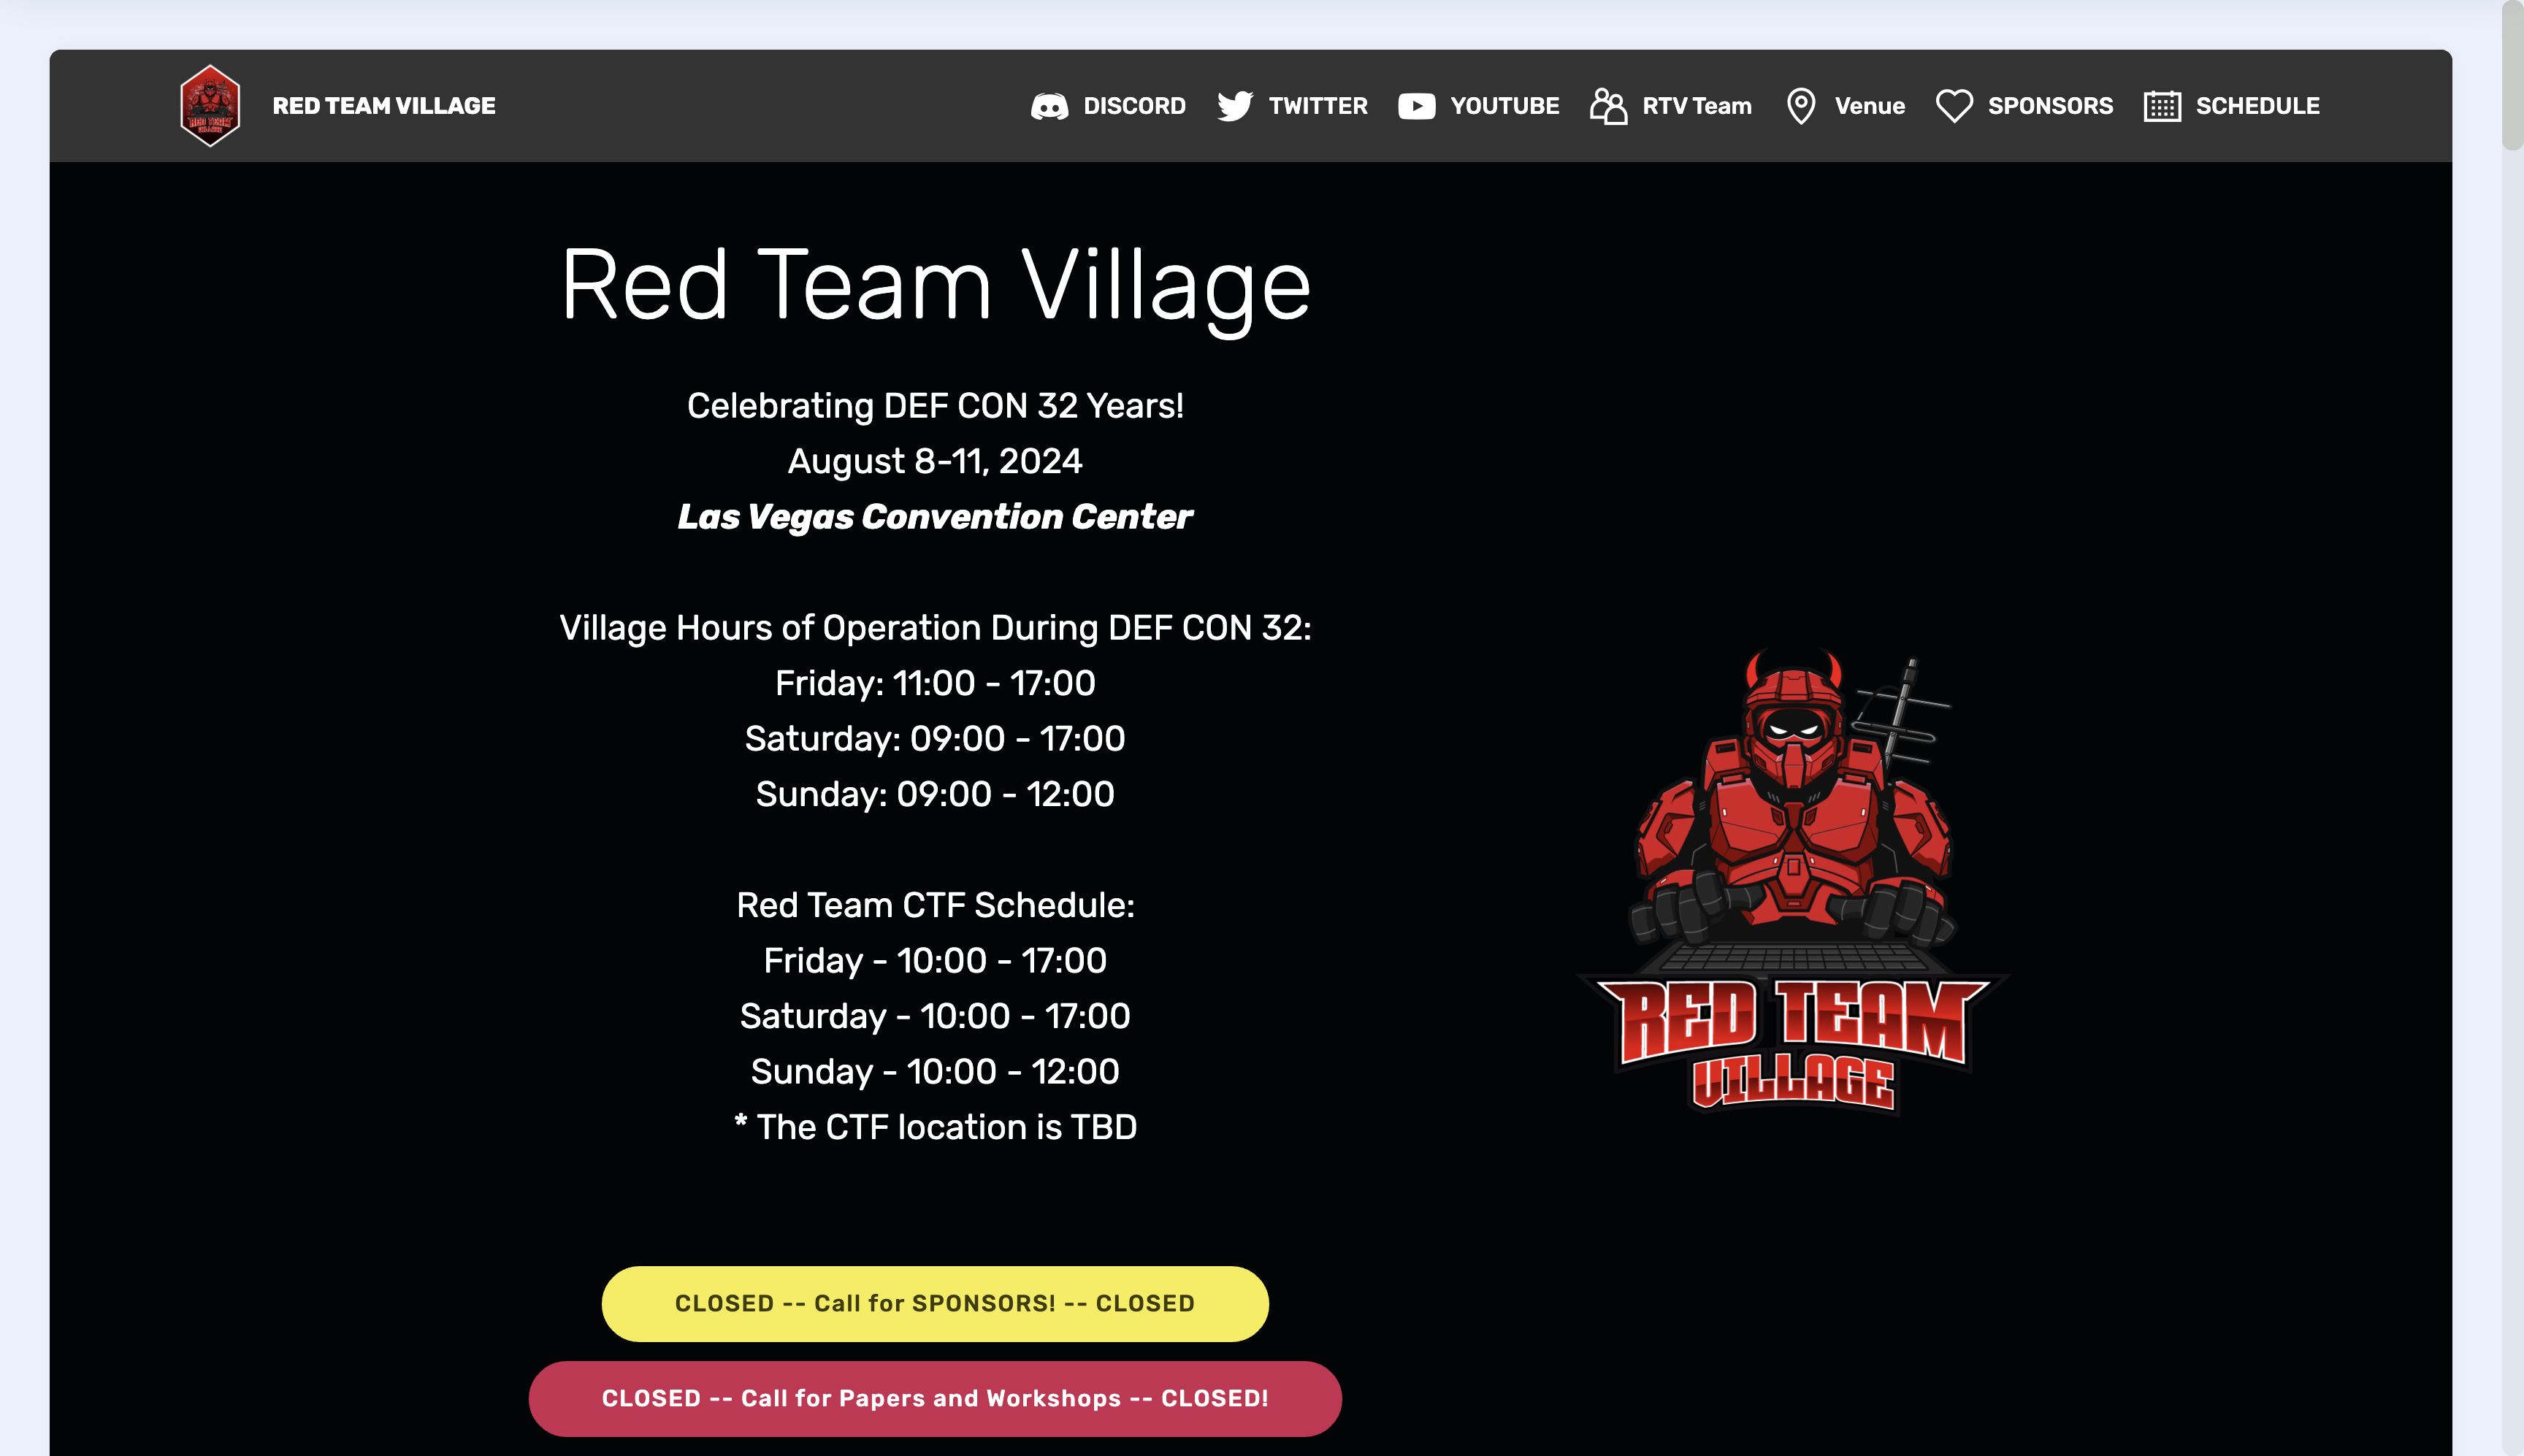 RED TEAM VILLAGE
RED TEAM VILLAGE
DISCORD
TWITTER
YOUTUBE
RTV Team
Venue
SPONSORS
SCHEDULE
Red Team Village
Celebrating DEF CON 32 Years!
August 8-11, 2024
Las Vegas Convention Center
Village Hours of Operation During DEF CON 32:
Friday: 11:00 - 17:00
Saturday: 09:00 - 17:00
Sunday: 09:00 - 12:00
Red Team CTF Schedule:
Friday - 10:00 - 17:00
Saturday - 10:00 - 17:00
Sunday - 10:00 - 12:00
* The CTF location is TBD
RED TEAM
VILLAGE
CLOSED -- Call for SPONSORS! -- CLOSED
CLOSED -- Call for Papers and Workshops -- CLOSED!